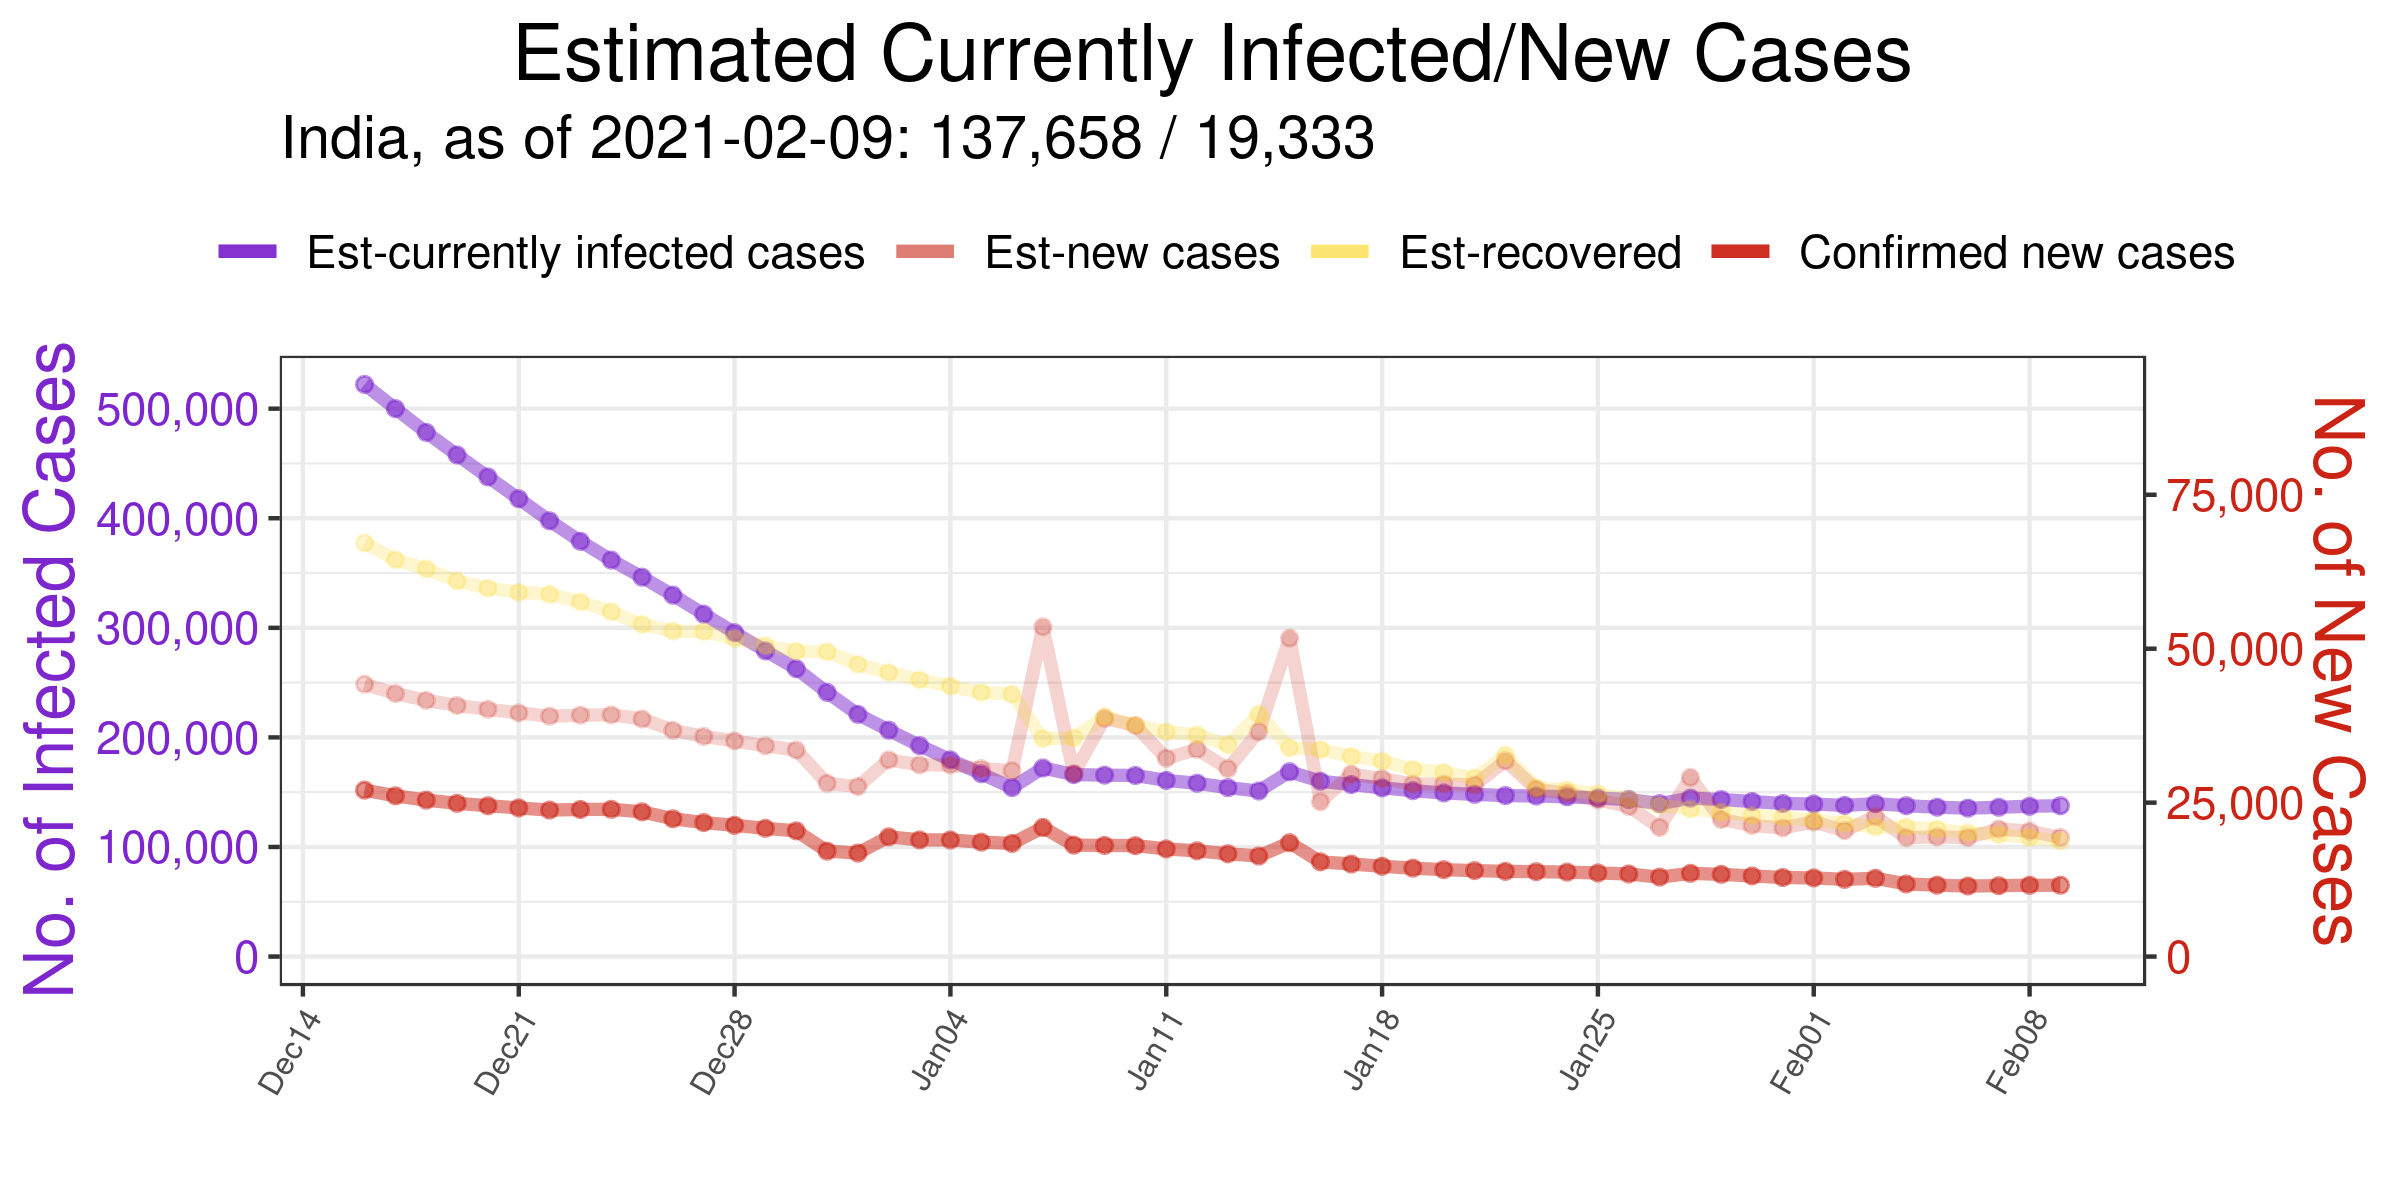 Estimated Currently Infected/New Cases
India, as of 2021-02-09: 137,658 / 19,333
Est-currently infected cases Est-new cases Est-recovered Confirmed new cases
No. of Infected Cases
500,000
400,000
300,000
200,000
100,000
0
75,000
50,000
25,000
0
No. of New Cases
Dec14 Dec21 Dec28 Jan04 Jan11 Jan18 Jan25 Feb01 Feb08